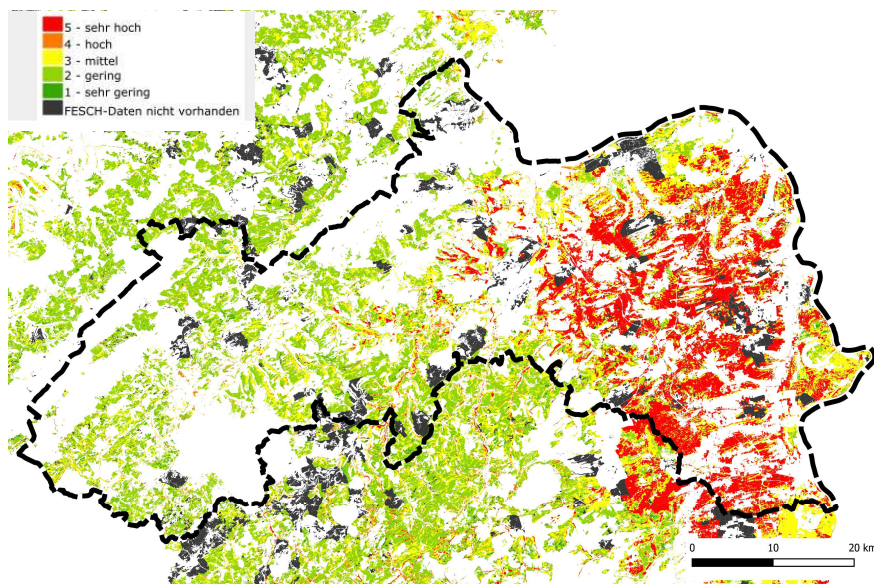 5 - sehr hoch
4 - hoch
3 - mittel
2 - gering
1 - sehr gering
FESCH-Daten nicht vorhanden
0 10 20 km